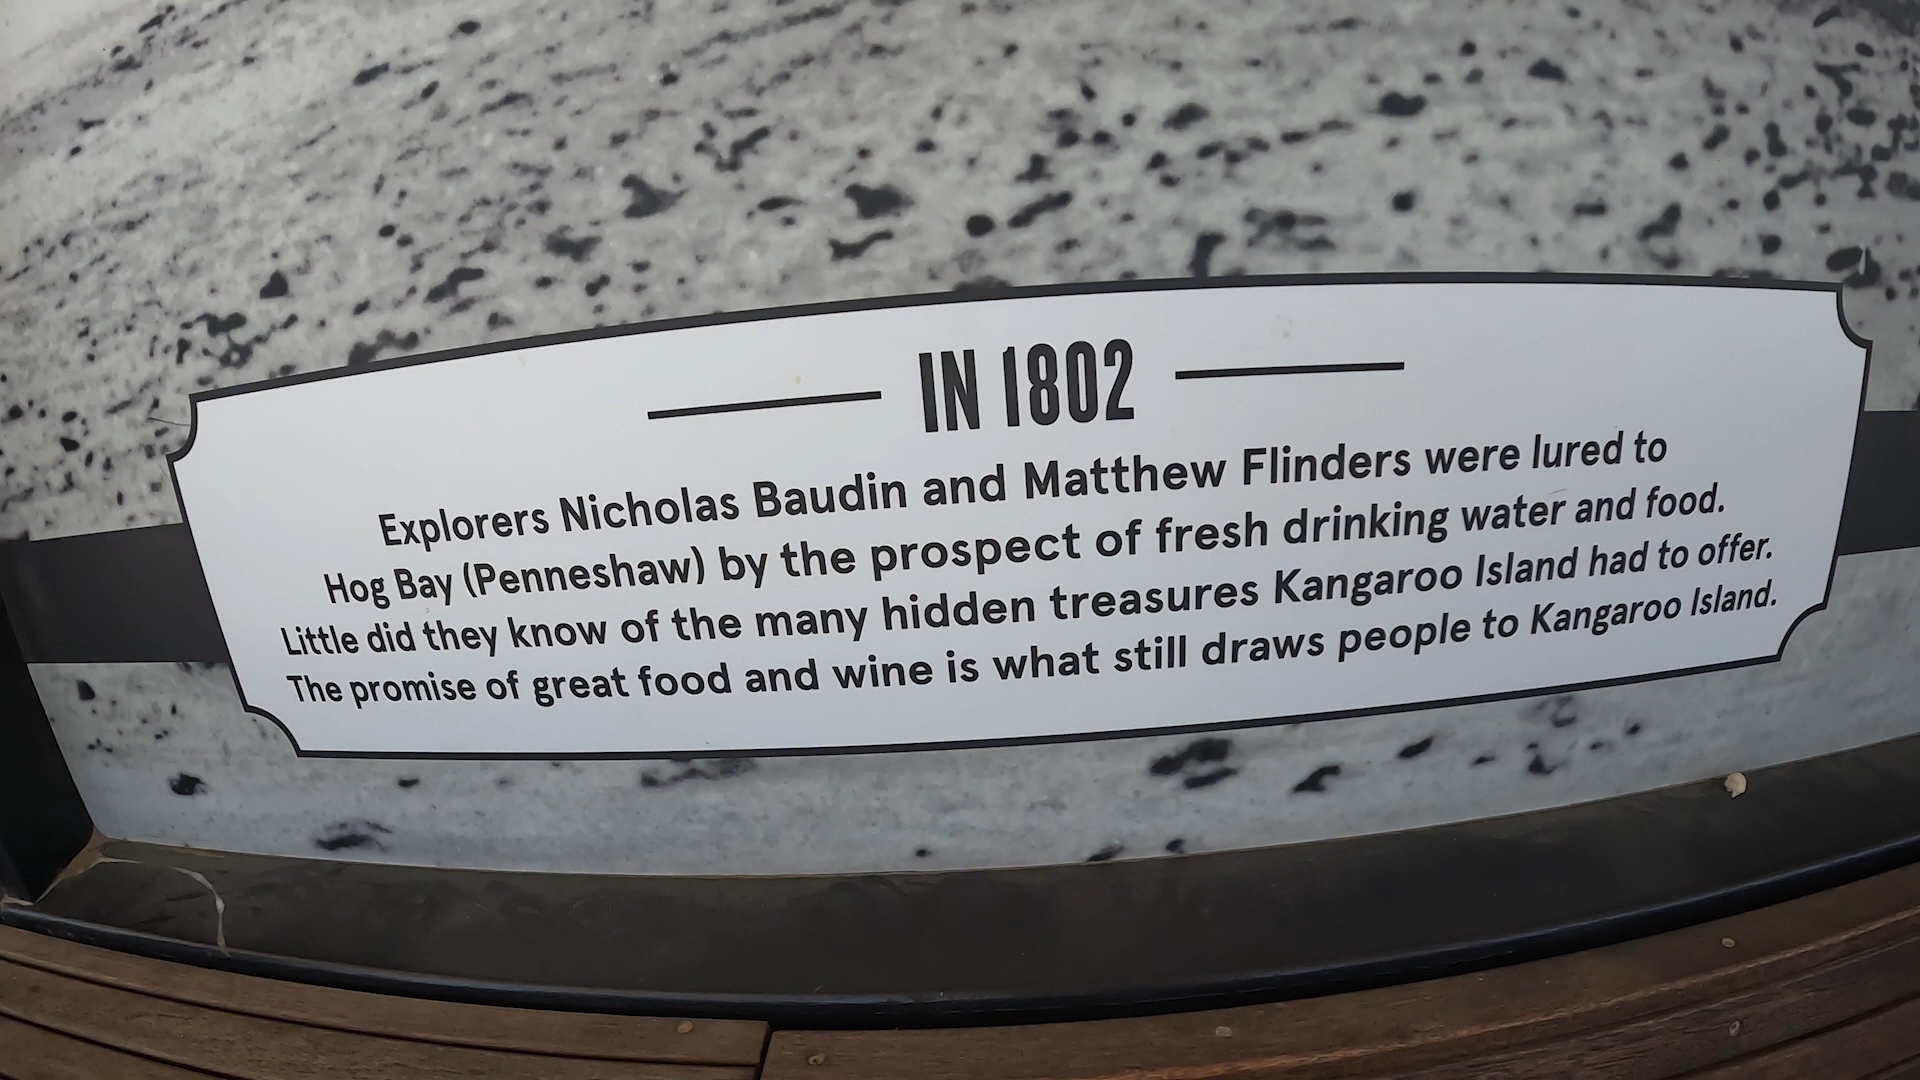 IN 1802
Explorers Nicholas Baudin and Matthew Flinders were lured to
Hog Bay (Penneshaw) by the prospect of fresh drinking water and food.
Little did they know of the many hidden treasures Kangaroo Island had to offer.
The promise of great food and wine is what still draws people to Kangaroo Island.